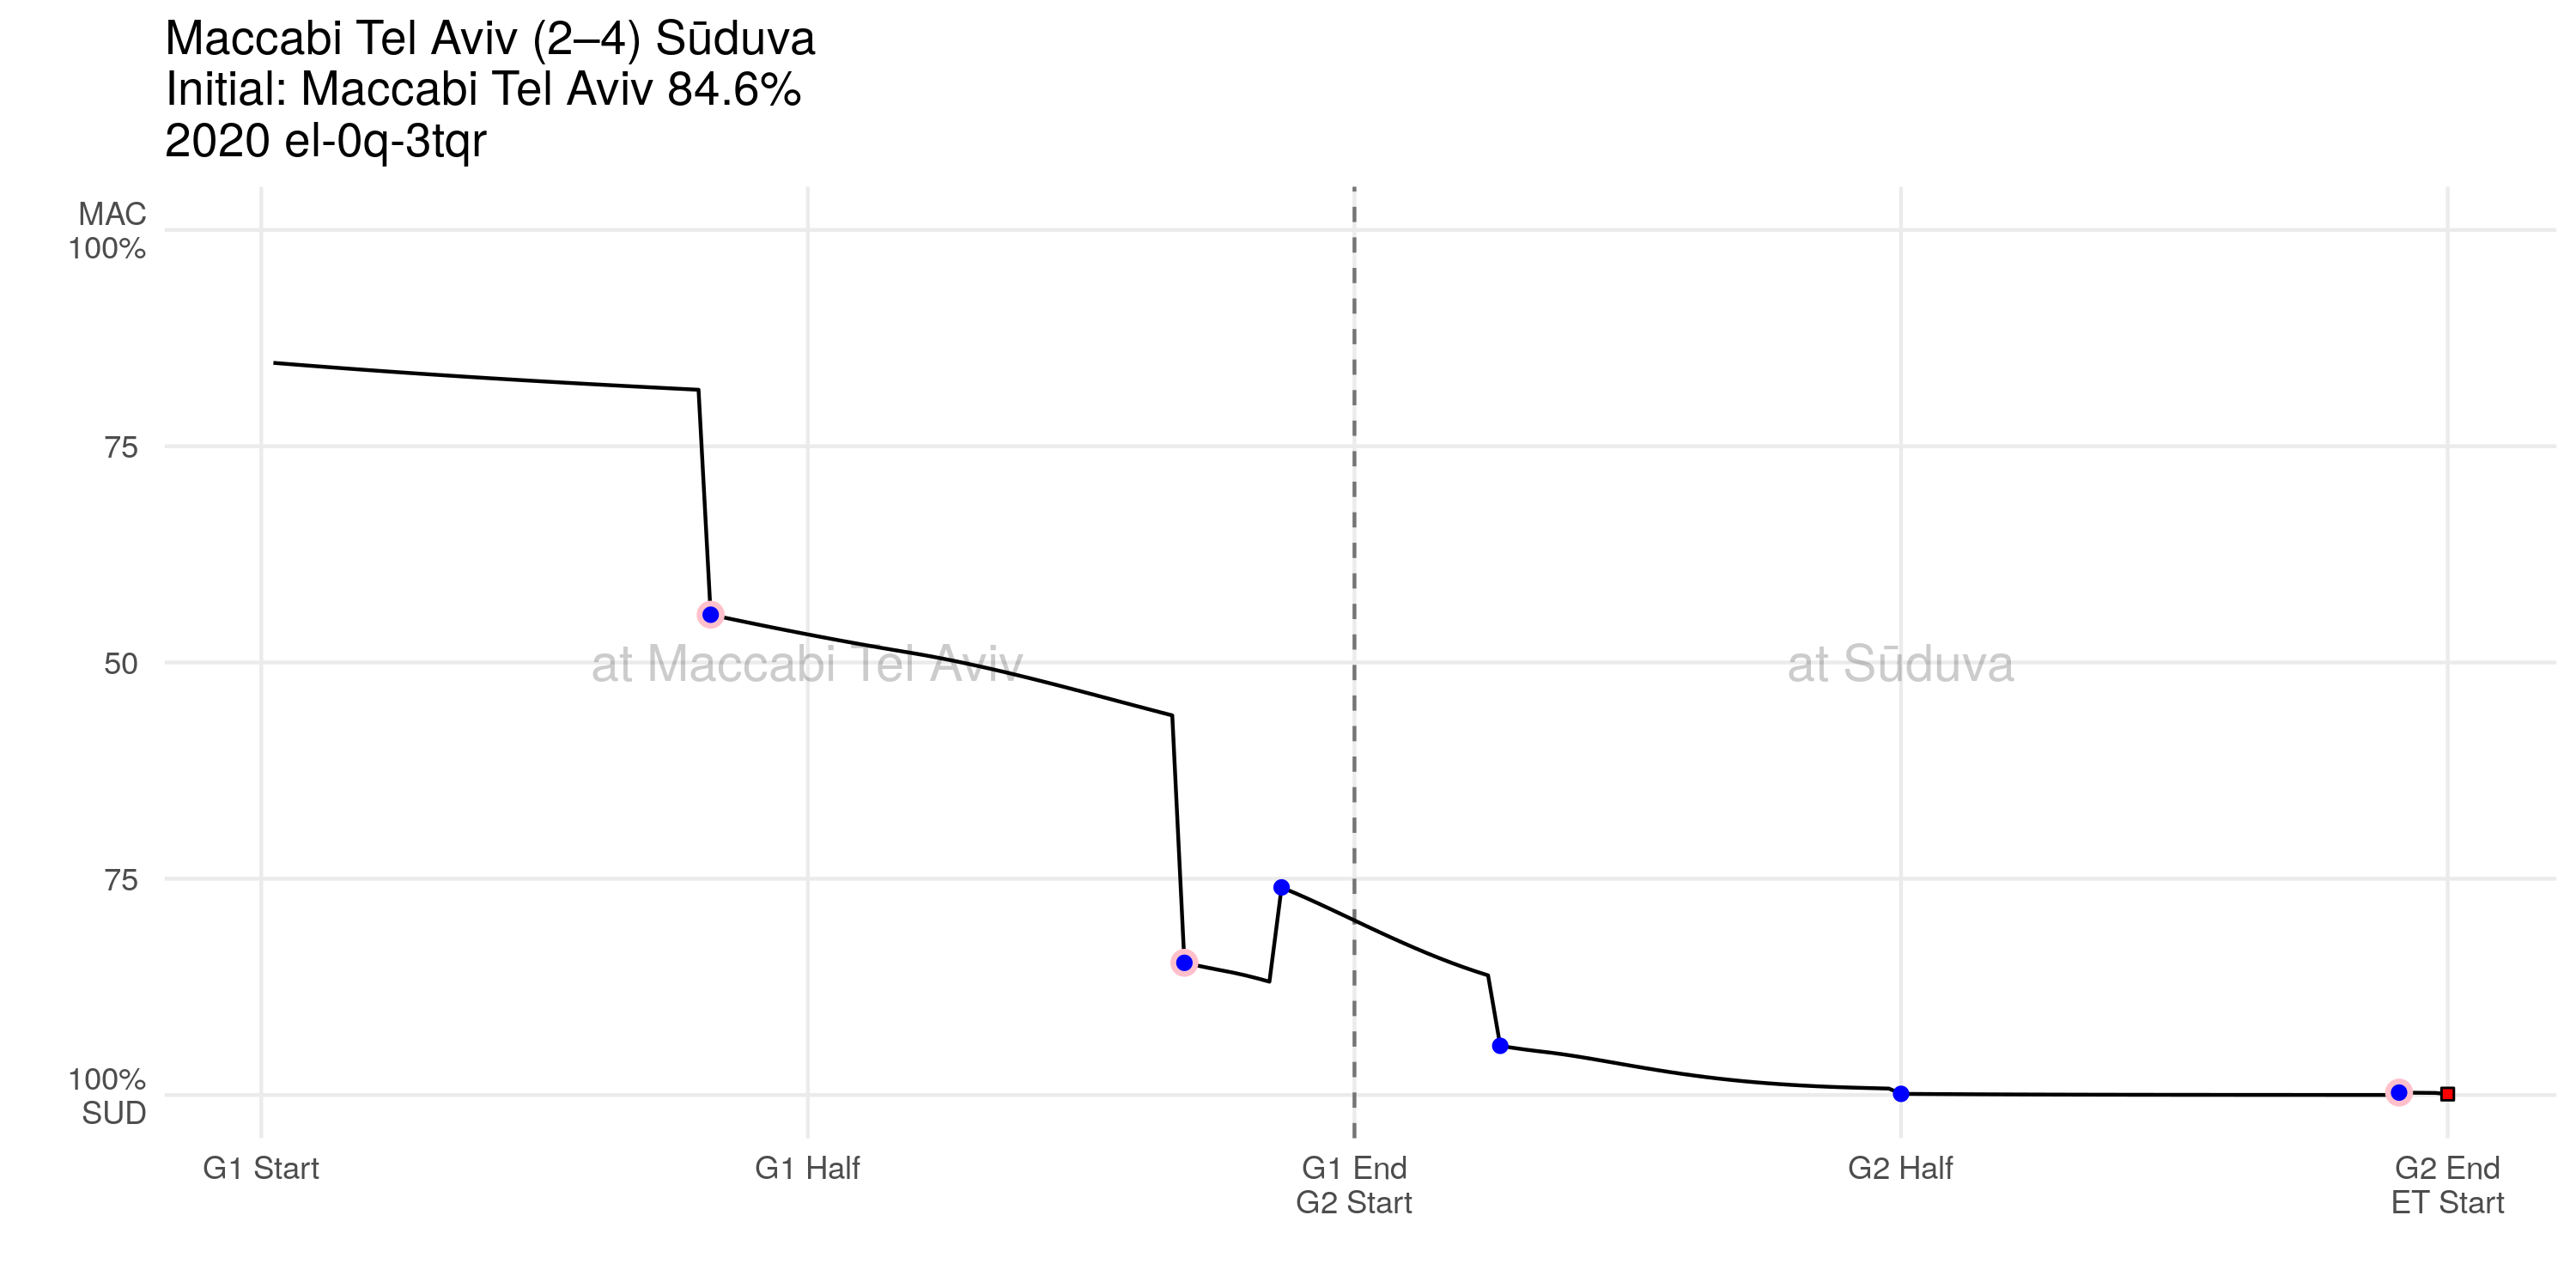 Maccabi Tel Aviv (2–4) Sūduva
Initial: Maccabi Tel Aviv 84.6%
2020 el-0q-3tqr
MAC
100%
75
50
75
100%
SUD
at Maccabi Tel Aviv
at Sūduva
G1 Start
G1 Half
G1 End
G2 Start
G2 Half
G2 End
ET Start